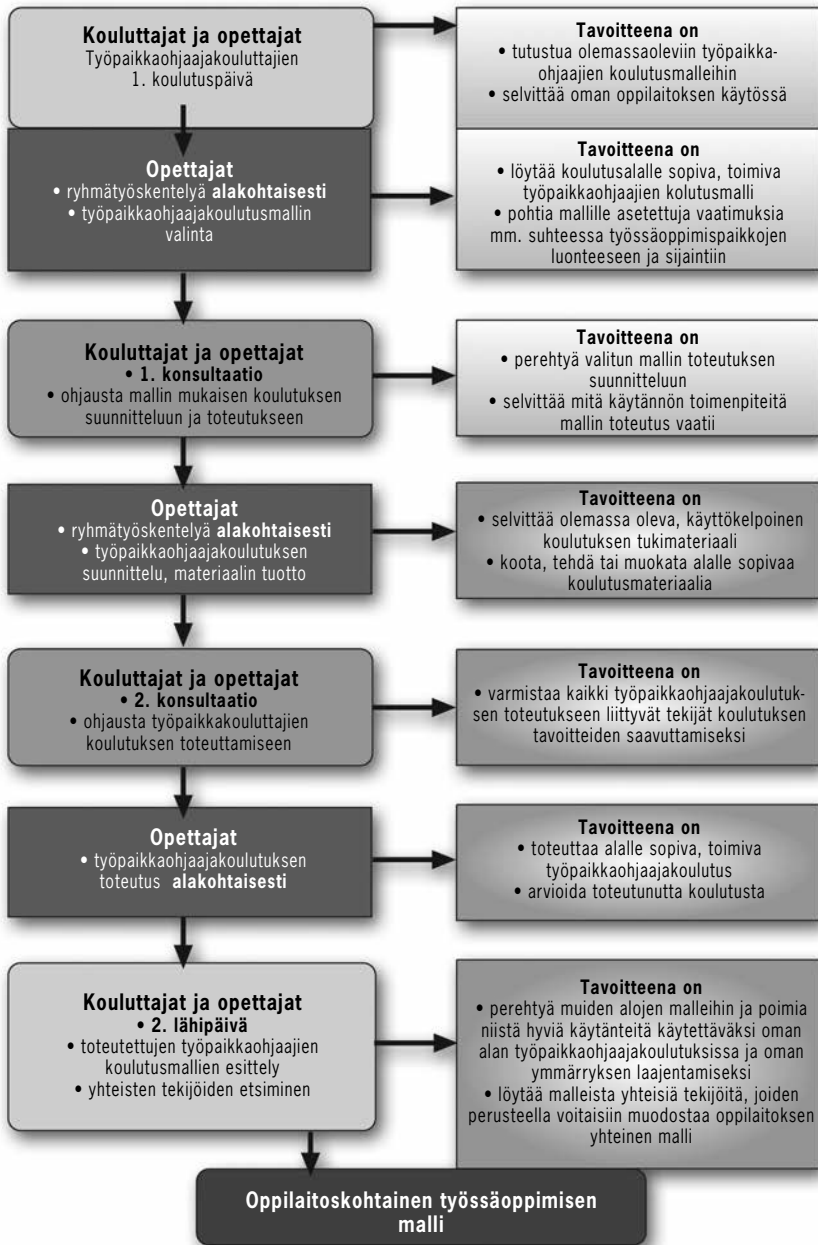 Kouluttajat ja opettajat
Työpaikkaohjaajakouluttajien
1. koulutuspäivä
Tavoitteena on
• tutustua olemassaoleviin työpaikka-
ohjaajien koulutusmalleihin
• selvittää oman oppilaitoksen käytössä
Opettajat
• ryhmätyöskentelyä alakohtaisesti
• työpaikkaohjaajakoulutusmallin
valinta
Tavoitteena on
• löytää koulutusalalle sopiva, toimiva
työpaikkaohjaajien kolutusmalli
• pohtia mallille asetettuja vaatimuksia
mm. suhteessa työssäoppimispaikkojen
luonteeseen ja sijaintiin
Kouluttajat ja opettajat
• 1. konsultaatio
• ohjausta mallin mukaisen koulutuksen
suunnitteluun ja toteutukseen
Tavoitteena on
• perehtyä valitun mallin toteutuksen
suunnitteluun
• selvittää mitä käytännön toimenpiteitä
mallin toteutus vaatii
Opettajat
• ryhmätyöskentelyä alakohtaisesti
• työpaikkaohjaajakoulutuksen
suunnittelu, materiaalin tuotto
Tavoitteena on
• selvittää olemassa oleva, käyttökelpoinen
koulutuksen tukimateriaali
• koota, tehdä tai muokata alalle sopivaa
koulutusmateriaalia
Kouluttajat ja opettajat
• 2. konsultaatio
• ohjausta työpaikkakouluttajien
koulutuksen toteuttamiseen
Tavoitteena on
• varmistaa kaikki työpaikkaohjaajakoulutuk-
sen toteutukseen liittyvät tekijät koulutuksen
tavoitteiden saavuttamiseksi
Opettajat
• työpaikkaohjaajakoulutuksen
toteutus alakohtaisesti
Tavoitteena on
• toteuttaa alalle sopiva, toimiva
työpaikkaohjaajakoulutus
• arvioida toteutunutta koulutusta
Kouluttajat ja opettajat
• 2. lähipäivä
• toteutettujen työpaikkaohjaajien
koulutusmallien esittely
• yhteisten tekijöiden etsiminen
Tavoitteena on
• perehtyä muiden alojen malleihin ja poimia
niistä hyviä käytänteitä käytettäväksi oman
alan työpaikkaohjaajakoulutuksissa ja oman
ymmärryksen laajentamiseksi
• löytää malleista yhteisiä tekijöitä, joiden
perusteella voitaisiin muodostaa oppilaitoksen
yhteinen malli
Oppilaitoskohtainen työssäoppimisen
malli